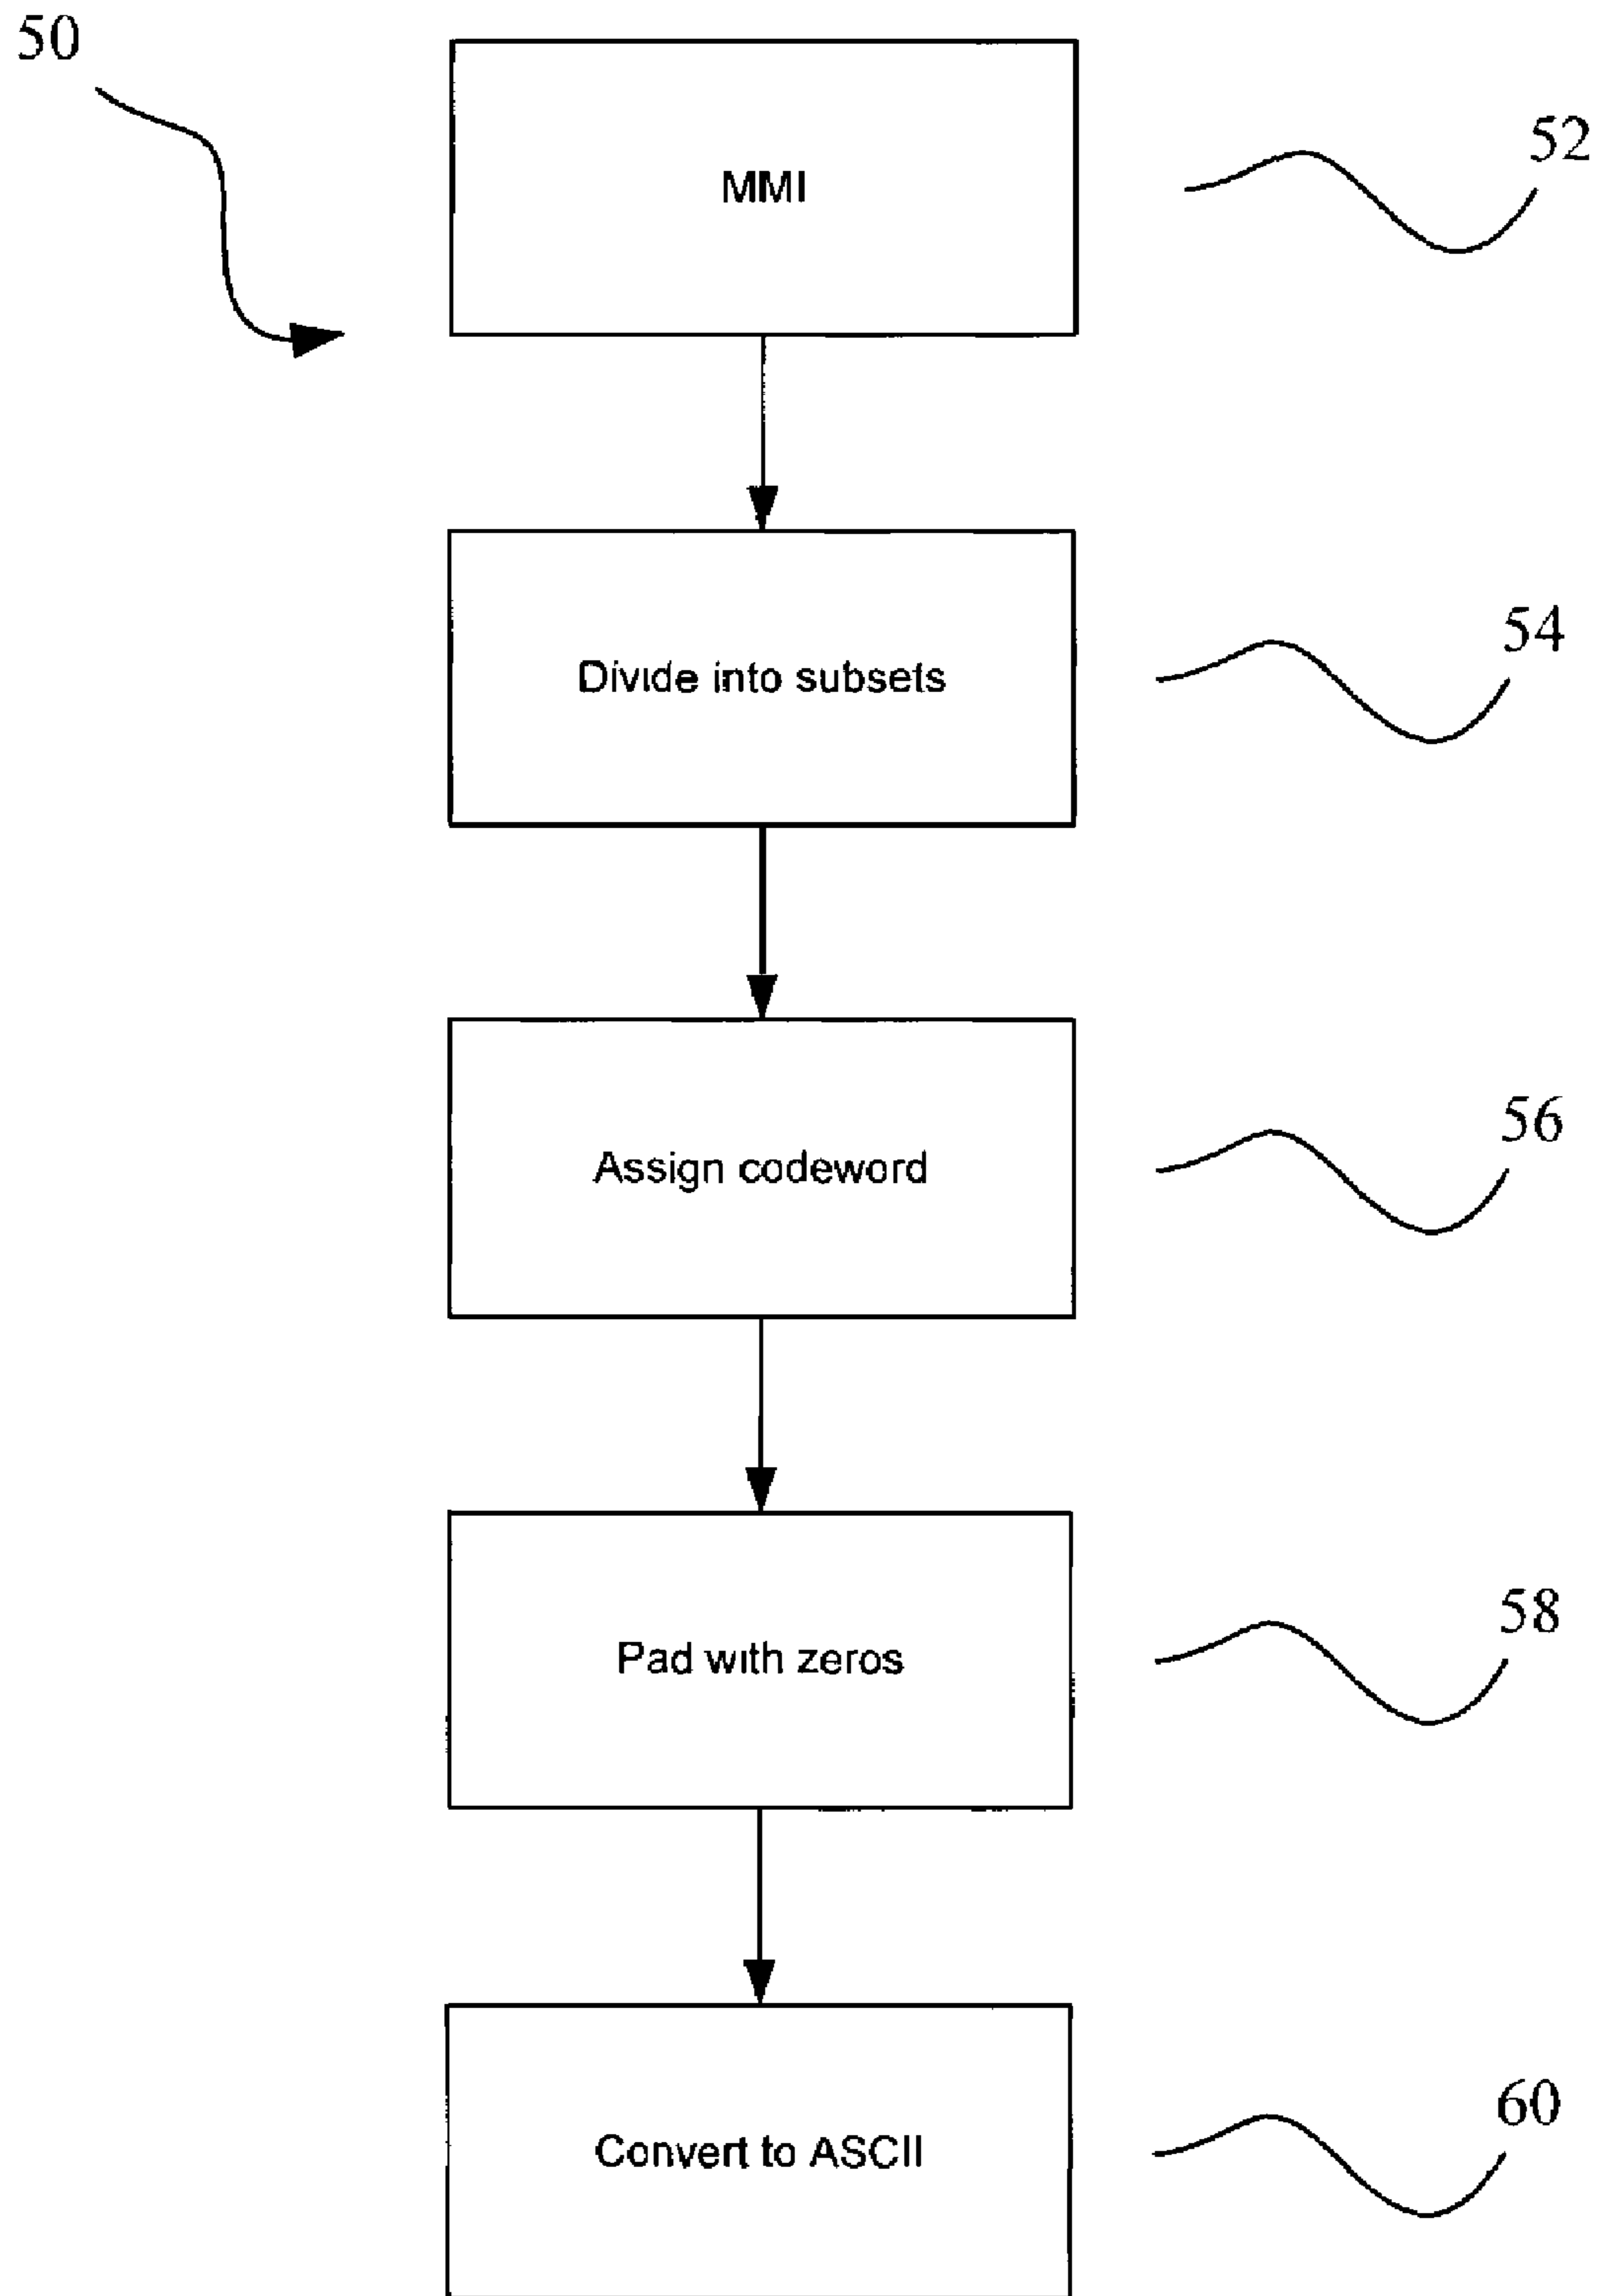 50
MMI
52
Divide into subsets
54
Assign codeword
56
Pad with zeros
58
Convert to ASCII
60